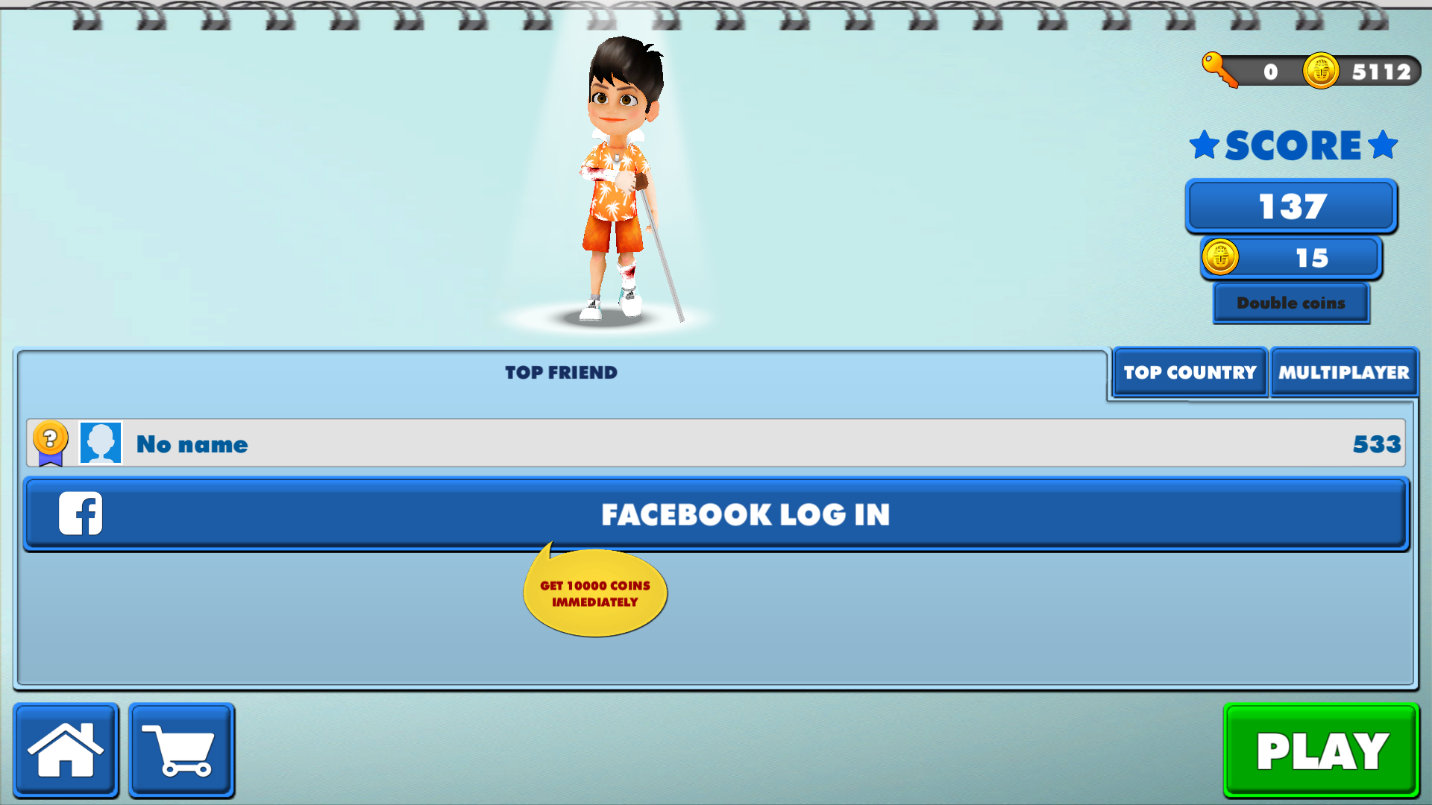 0
5112
SCORE
137
15
Double coins
TOP FRIEND
TOP COUNTRY
MULTIPLAYER
?
No name
533
FACEBOOK LOG IN
GET 10000 COINS
IMMEDIATELY
PLAY